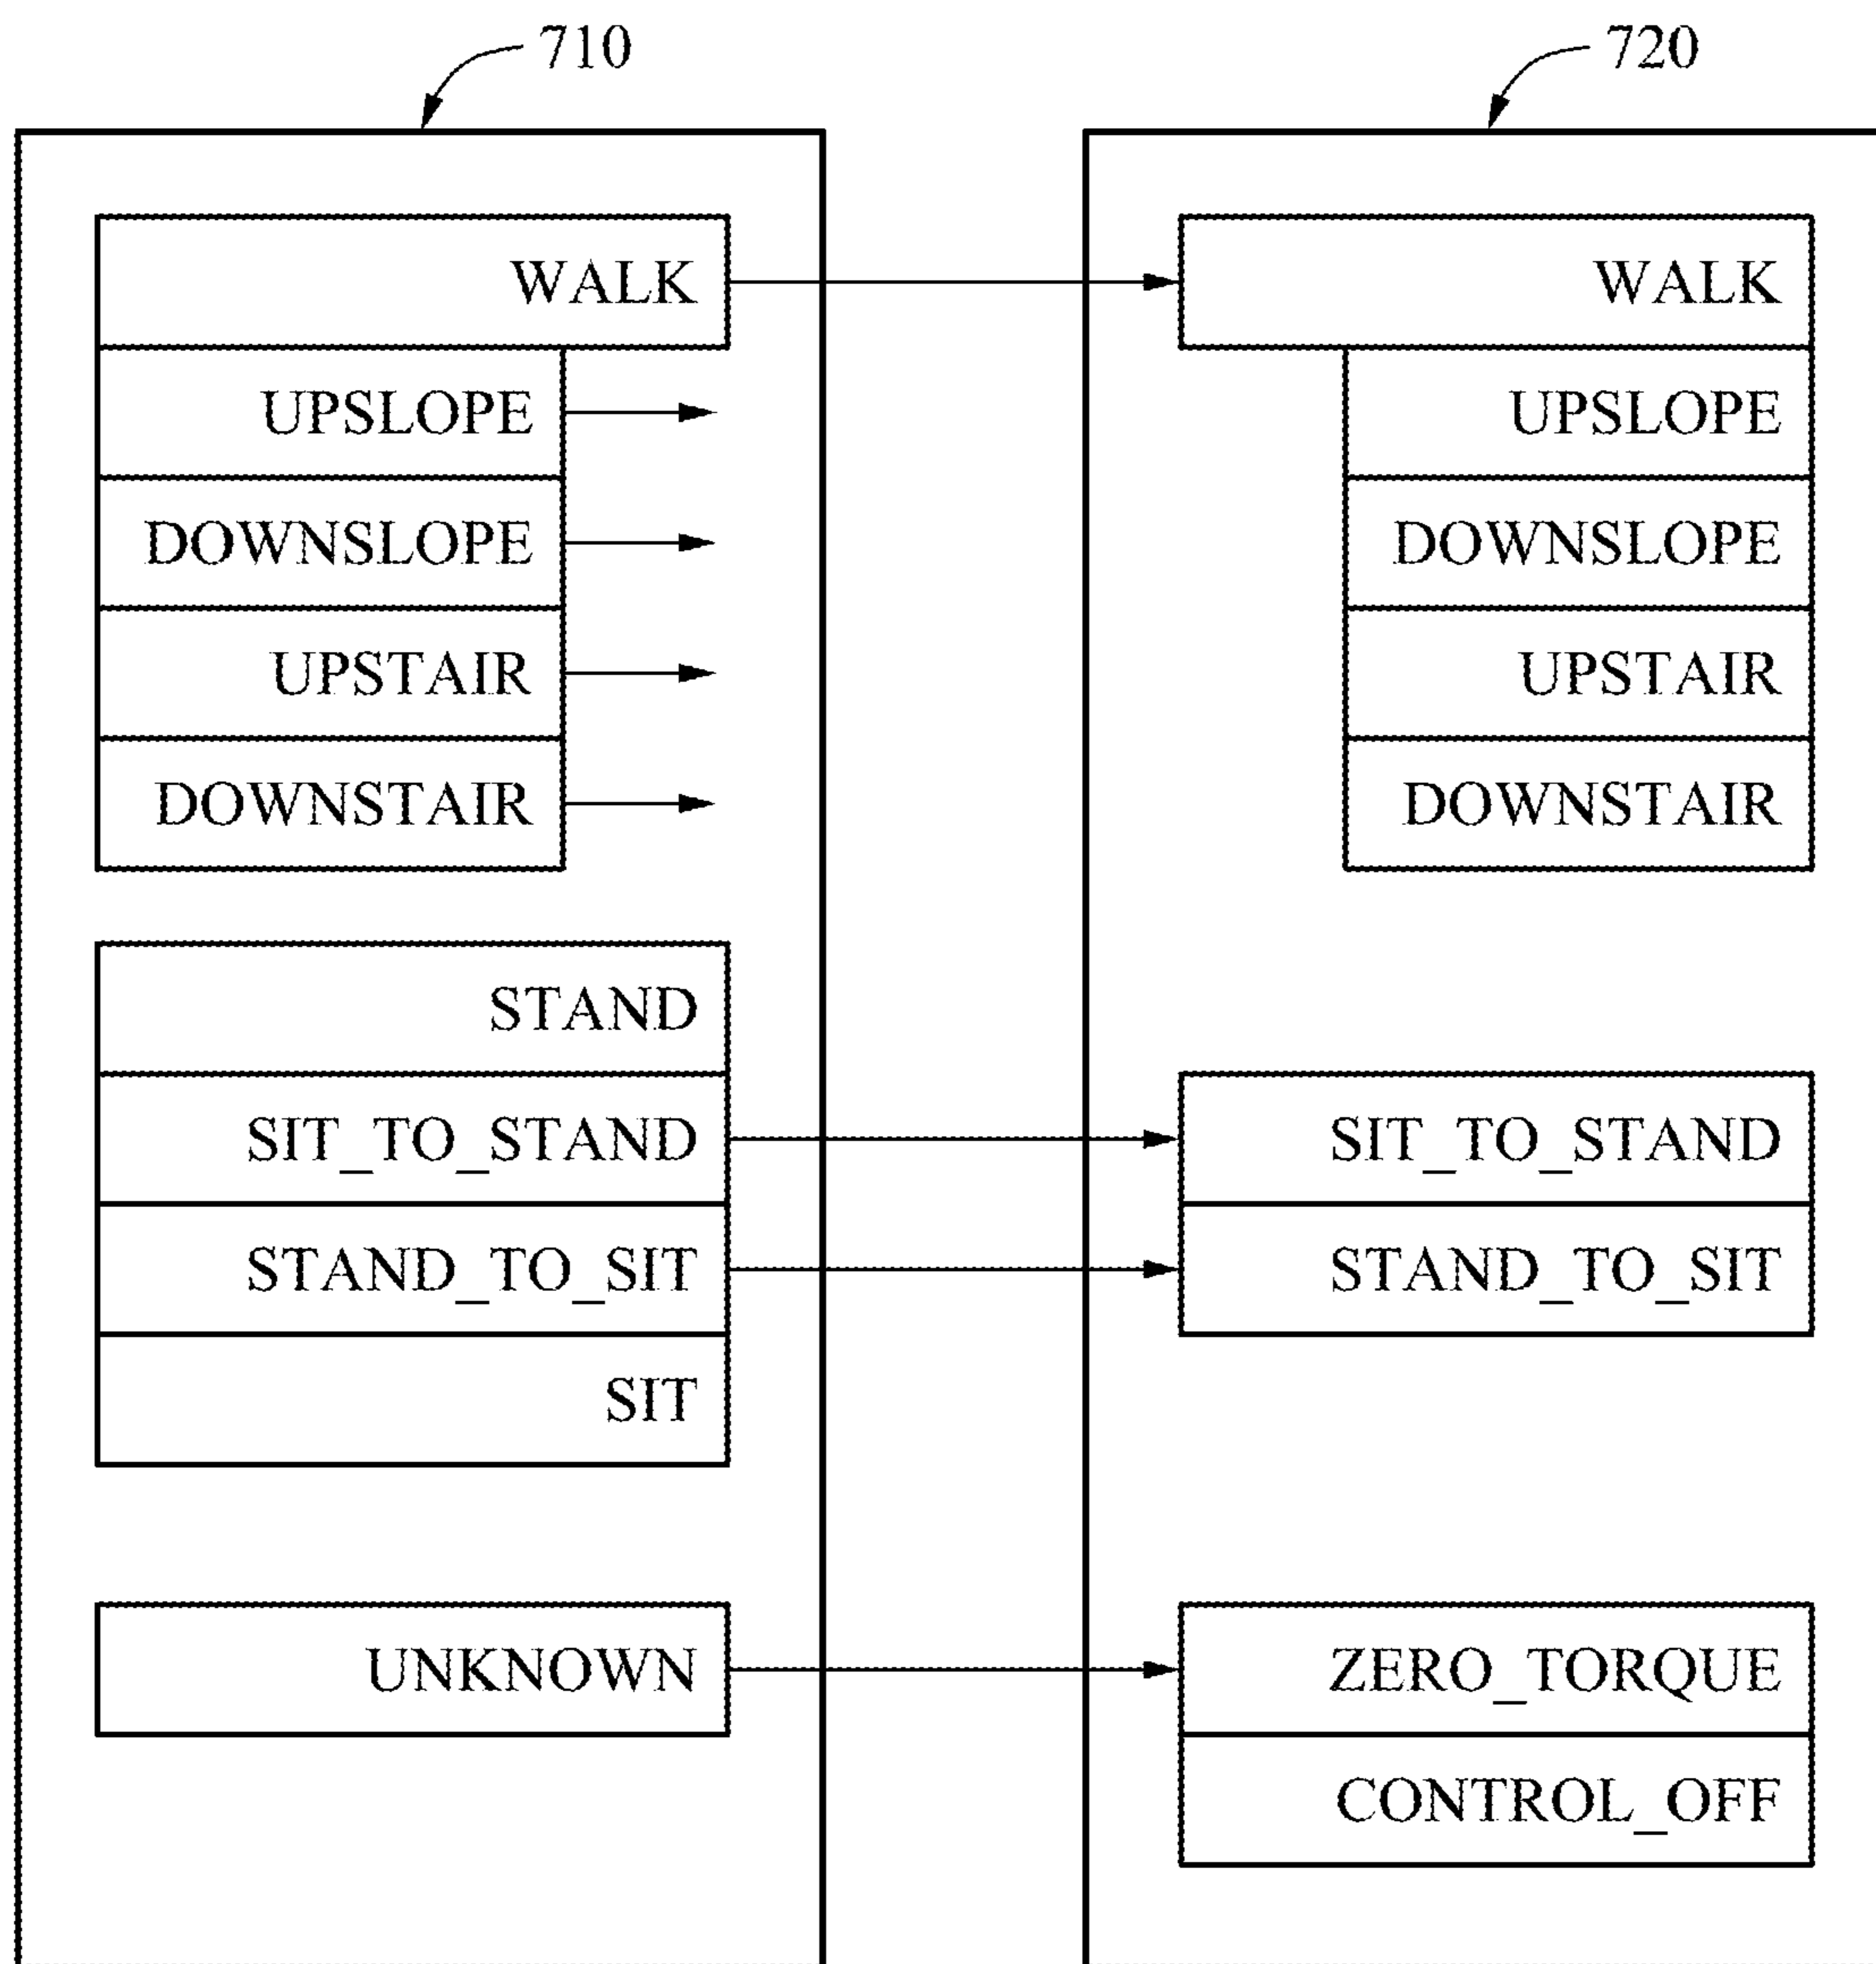 710
WALK
UPSLOPE
DOWNSLOPE
UPSTAIR
DOWNSTAIR
STAND
SIT_TO_STAND
STAND_TO_SIT
SIT
UNKNOWN
720
WALK
UPSLOPE
DOWNSLOPE
UPSTAIR
DOWNSTAIR
SIT_TO_STAND
STAND_TO_SIT
ZERO_TORQUE
CONTROL_OFF